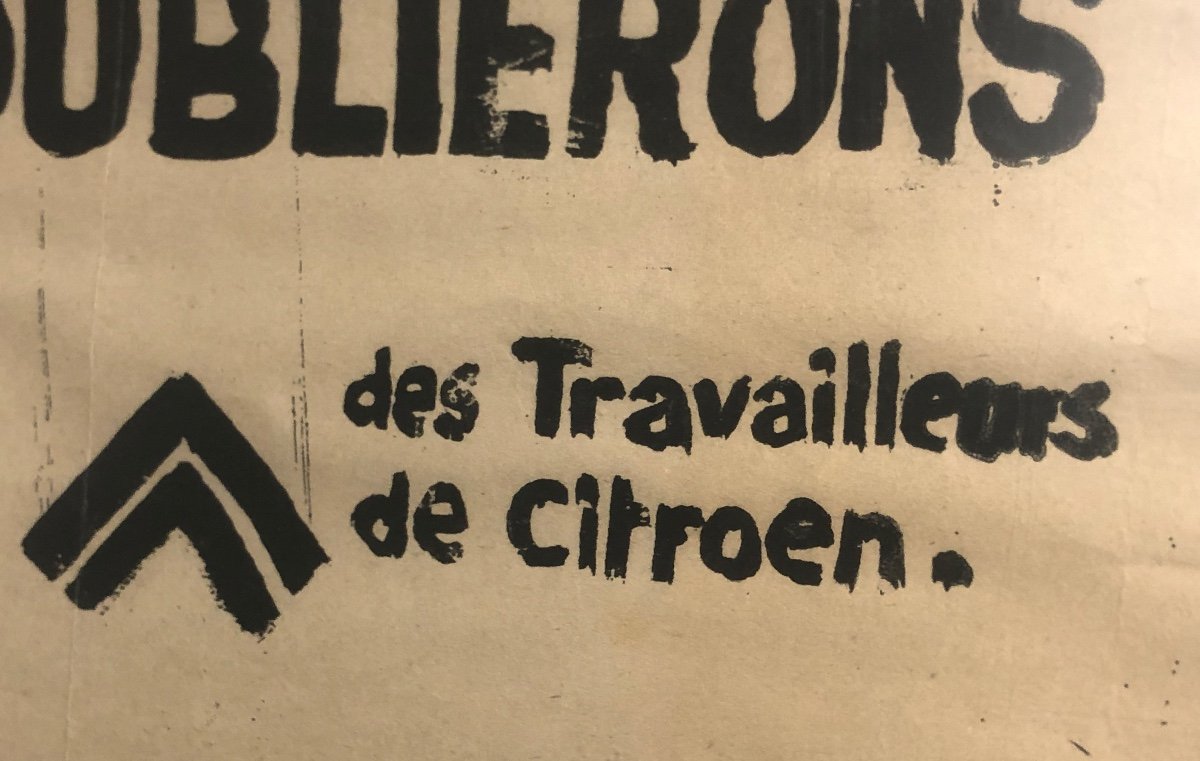 OUBLIERONS
des Travailleurs
de Citroen.